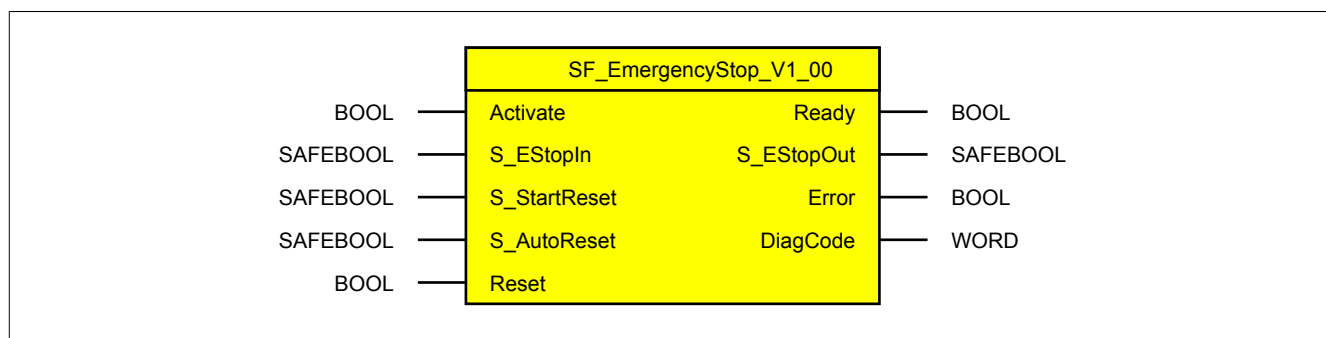 SF_EmergencyStop_V1_00
BOOL Activate Ready BOOL
SAFEBOOL S_EStopIn S_EStopOut SAFEBOOL
SAFEBOOL S_StartReset Error BOOL
SAFEBOOL S_AutoReset DiagCode WORD
BOOL Reset